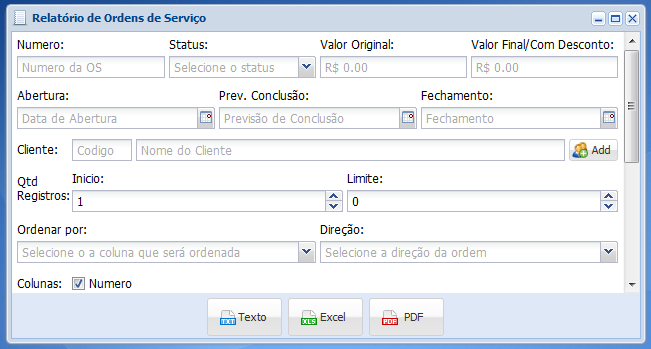 Relatório de Ordens de Serviço
Numero: Status: Valor Original: Valor Final/Com Desconto:
Numero da OS Selecione o status R$ 0.00 R$ 0.00
Abertura: Prev. Conclusão: Fechamento:
Data de Abertura Previsão de Conclusão Fechamento
Cliente: Codigo Nome do Cliente Add
Qtd Registros: Inicio: Limite:
1 0
Ordenar por: Direção:
Selecione o a coluna que será ordenada Selecione a direção da ordem
Colunas: Numero
TXT Texto XLS Excel PDF PDF